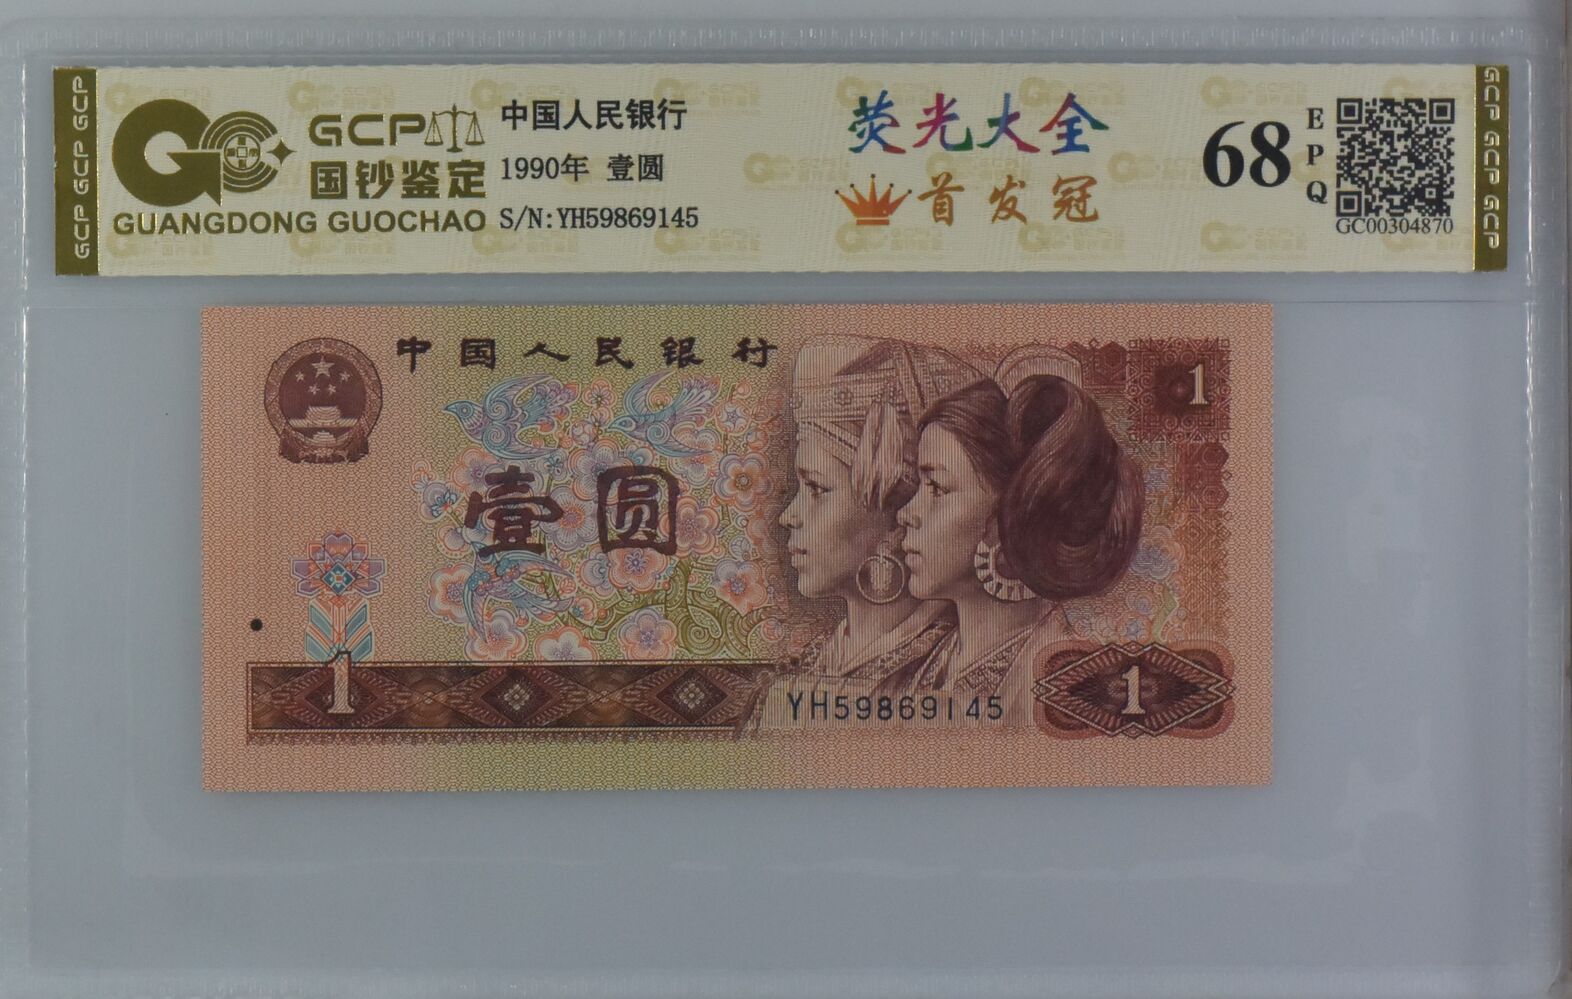 GCP GCP GCP
GCP
国钞鉴定
GUANGDONG GUOCHAO
中国人民银行
1990年 壹圆
S/N:YH59869145
荧光大全
首发冠
68
EPQ
GC00304870
GCP GCP GCP
中国人民银行
1
壹圆
1
YH59869145
1